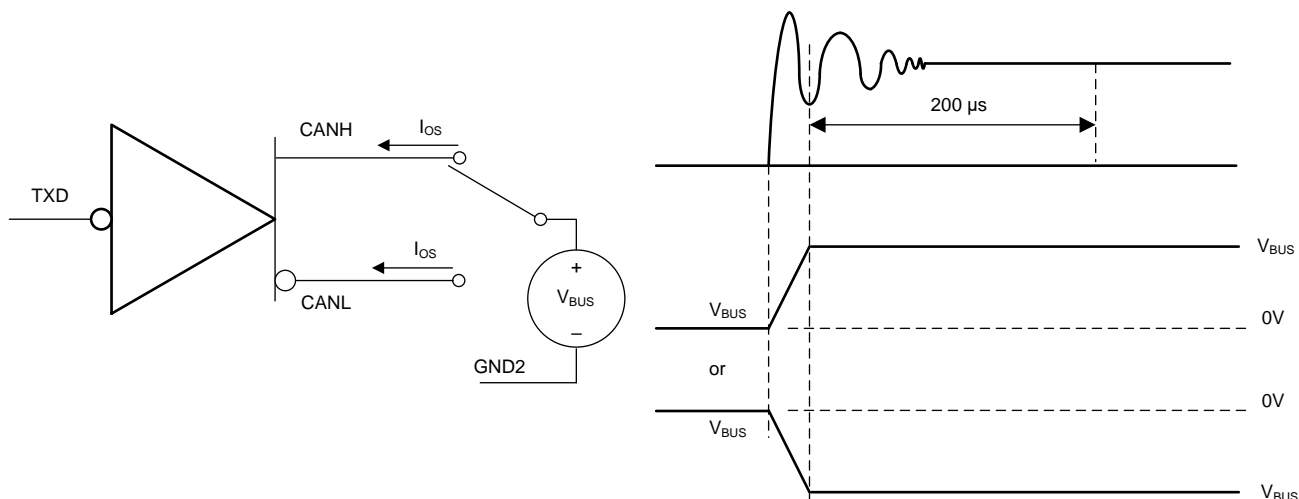 TXD
CANH
I_OS
I_OS
CANL
+
V_BUS
–
GND2
200 µs
V_BUS
V_BUS
0V
or
0V
V_BUS
V_BUS